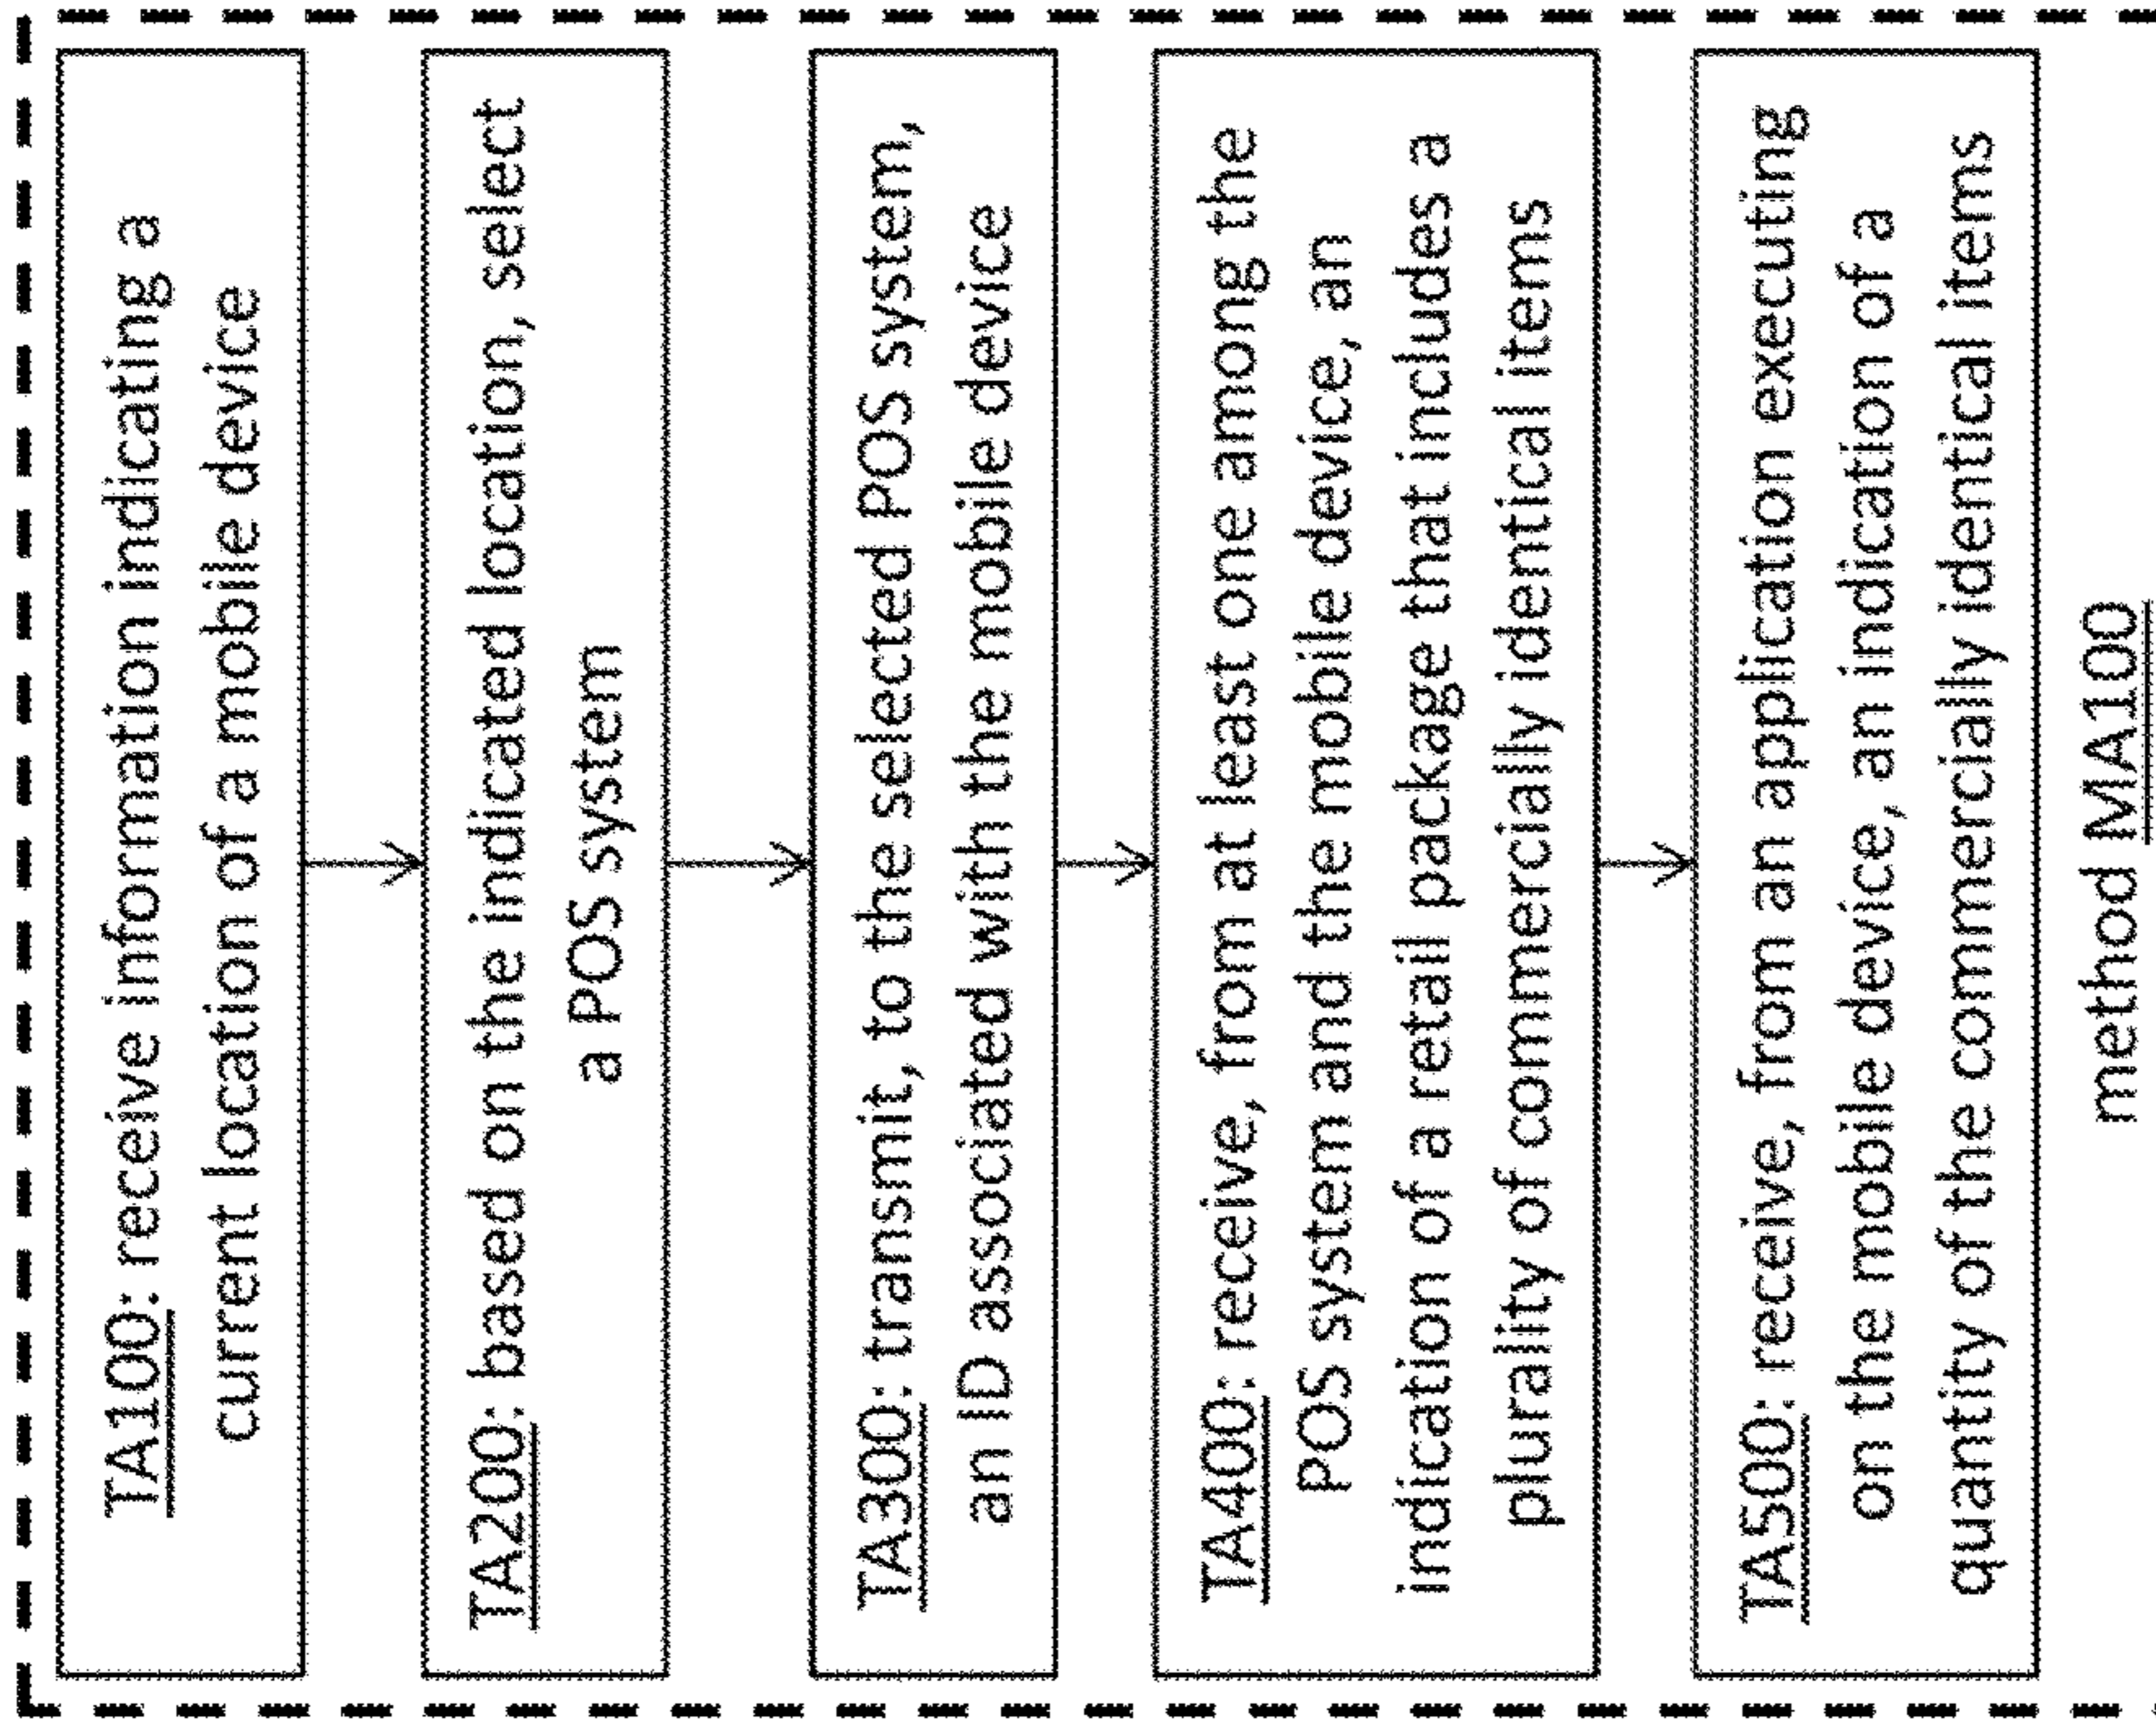 TA100: receive information indicating a
current location of a mobile device
TA200: based on the indicated location, select
a POS system
TA300: transmit, to the selected POS system,
an ID associated with the mobile device
TA400: receive, from at least one among the
POS system and the mobile device, an
indication of a retail package that includes a
plurality of commercially identical items
TA500: receive, from an application executing
on the mobile device, an indication of a
quantity of the commercially identical items
method MA100